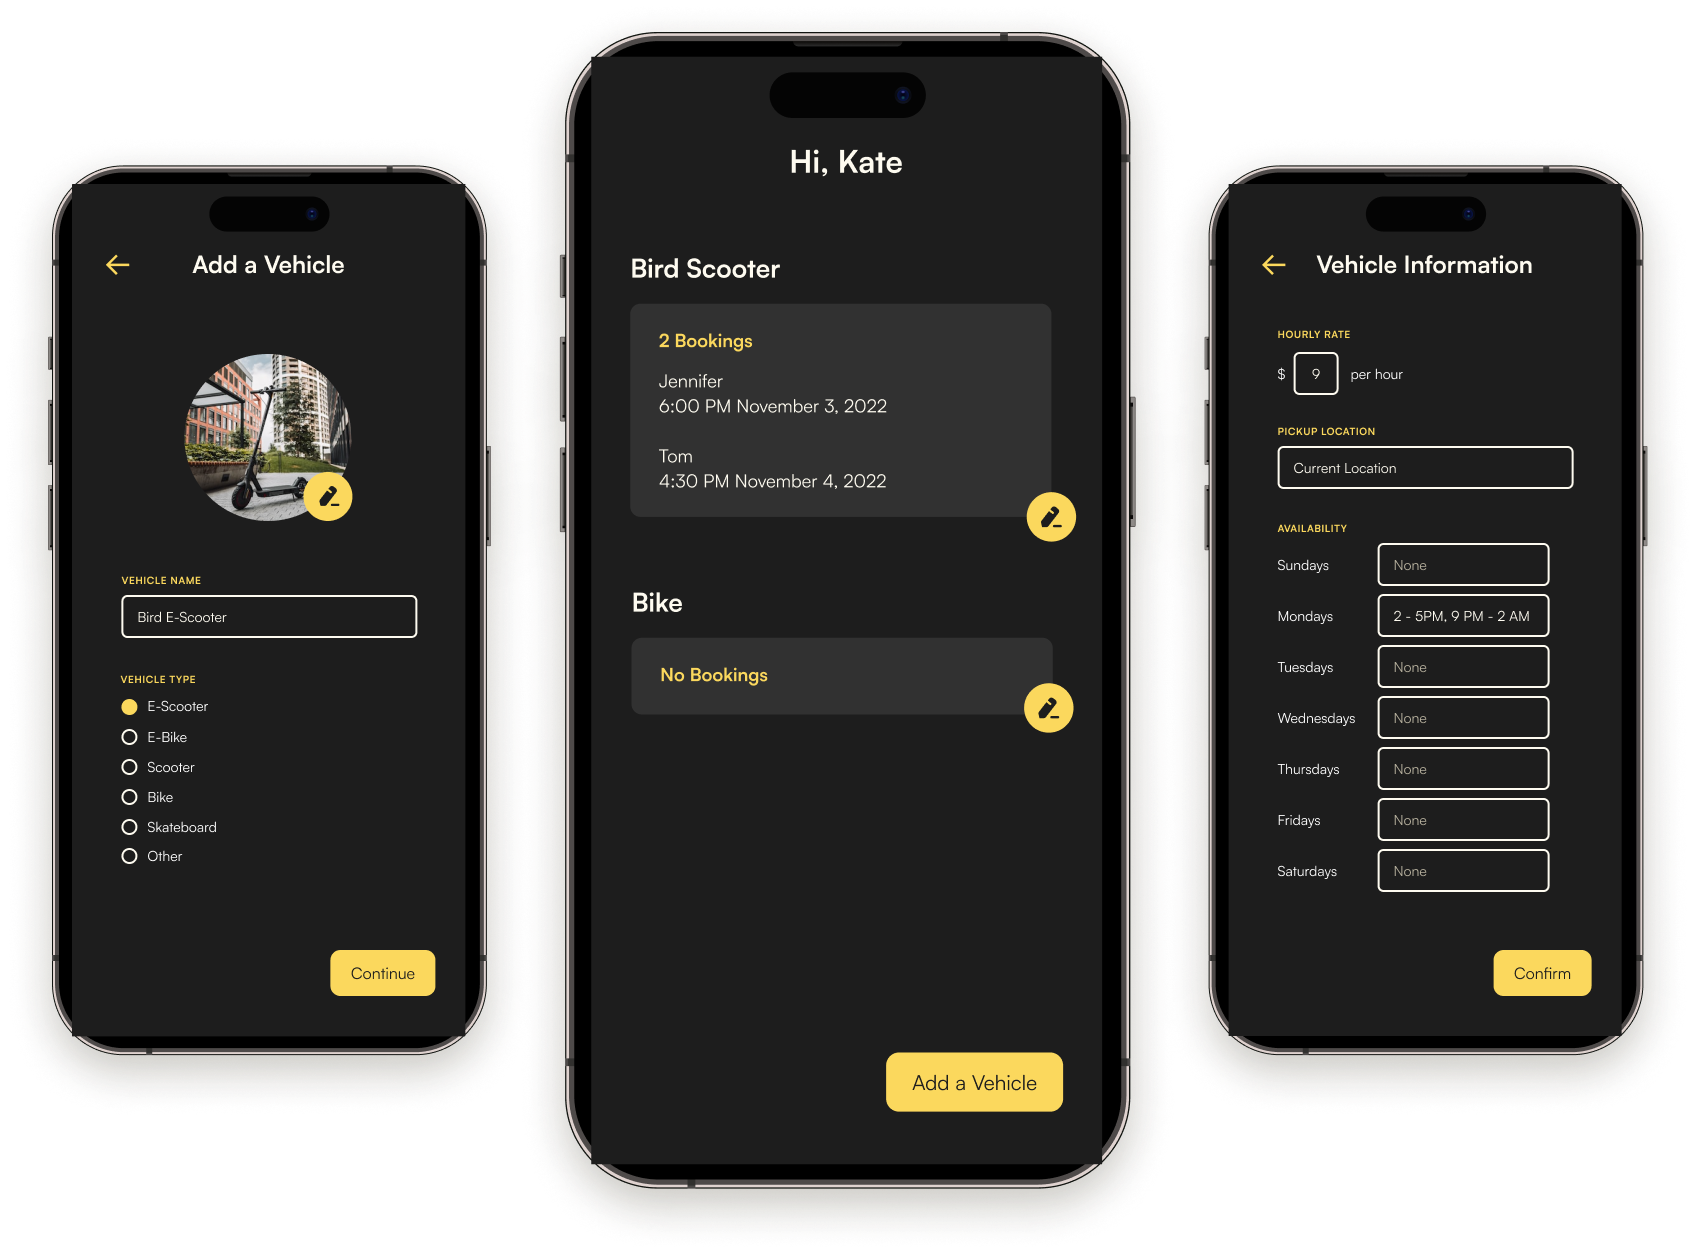 Add a Vehicle
VEHICLE NAME
Bird E-Scooter
VEHICLE TYPE
E-Scooter
E-Bike
Scooter
Bike
Skateboard
Other
Continue
Hi, Kate
Bird Scooter
2 Bookings
Jennifer
6:00 PM November 3, 2022
Tom
4:30 PM November 4, 2022
Bike
No Bookings
Add a Vehicle
Vehicle Information
HOURLY RATE
$ 9 per hour
PICKUP LOCATION
Current Location
AVAILABILITY
Sundays None
Mondays 2 - 5PM, 9 PM - 2 AM
Tuesdays None
Wednesdays None
Thursdays None
Fridays None
Saturdays None
Confirm